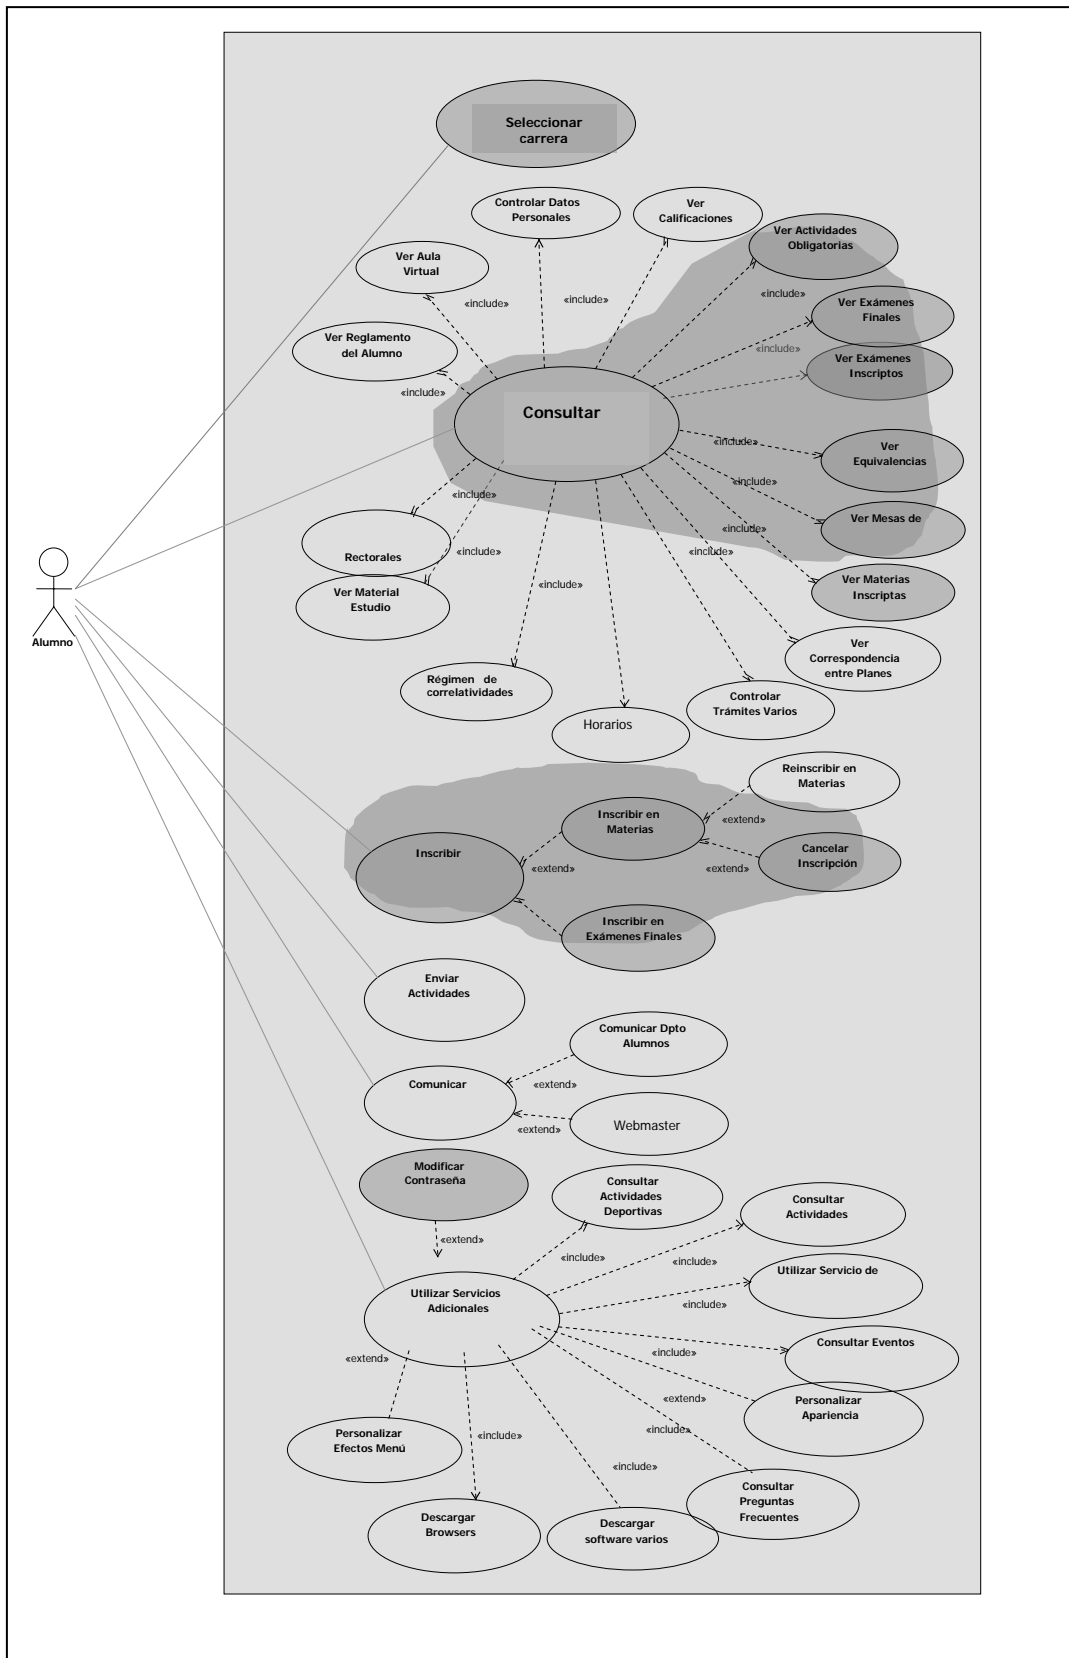 Seleccionar
carrera
Controlar Datos
Personales
Ver
Calificaciones
Ver Actividades
Obligatorias
Ver Aula
Virtual
«include»
«include»
«include»
Ver Exámenes
Finales
Ver Reglamento
del Alumno
«include»
Ver Exámenes
Inscriptos
«include»
Consultar
«include»
Ver
Equivalencias
«include»
«include»
Ver Mesas de
Rectorales
«include»
«include»
Ver Material
Estudio
«include»
Ver Materias
Inscriptas
Alumno
Ver
Correspondencia
entre Planes
Régimen de
correlatividades
Controlar
Trámites Varios
Horarios
Reinscribir en
Materias
Inscribir en
Materias
«extend»
Inscribir
Cancelar
Inscripción
«extend»
«extend»
Inscribir en
Exámenes Finales
Enviar
Actividades
Comunicar Dpto
Alumnos
Comunicar
«extend»
Webmaster
«extend»
Modificar
Contraseña
Consultar
Actividades
Deportivas
Consultar
Actividades
«extend»
«include»
«include»
Utilizar Servicio de
Utilizar Servicios
Adicionales
«include»
Consultar Eventos
«extend»
«include»
«extend»
Personalizar
Apariencia
Personalizar
Efectos Menú
«include»
«include»
«include»
Consultar
Preguntas
Frecuentes
Descargar
Browsers
Descargar
software varios